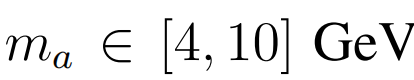 m_a ∈ [4, 10] GeV